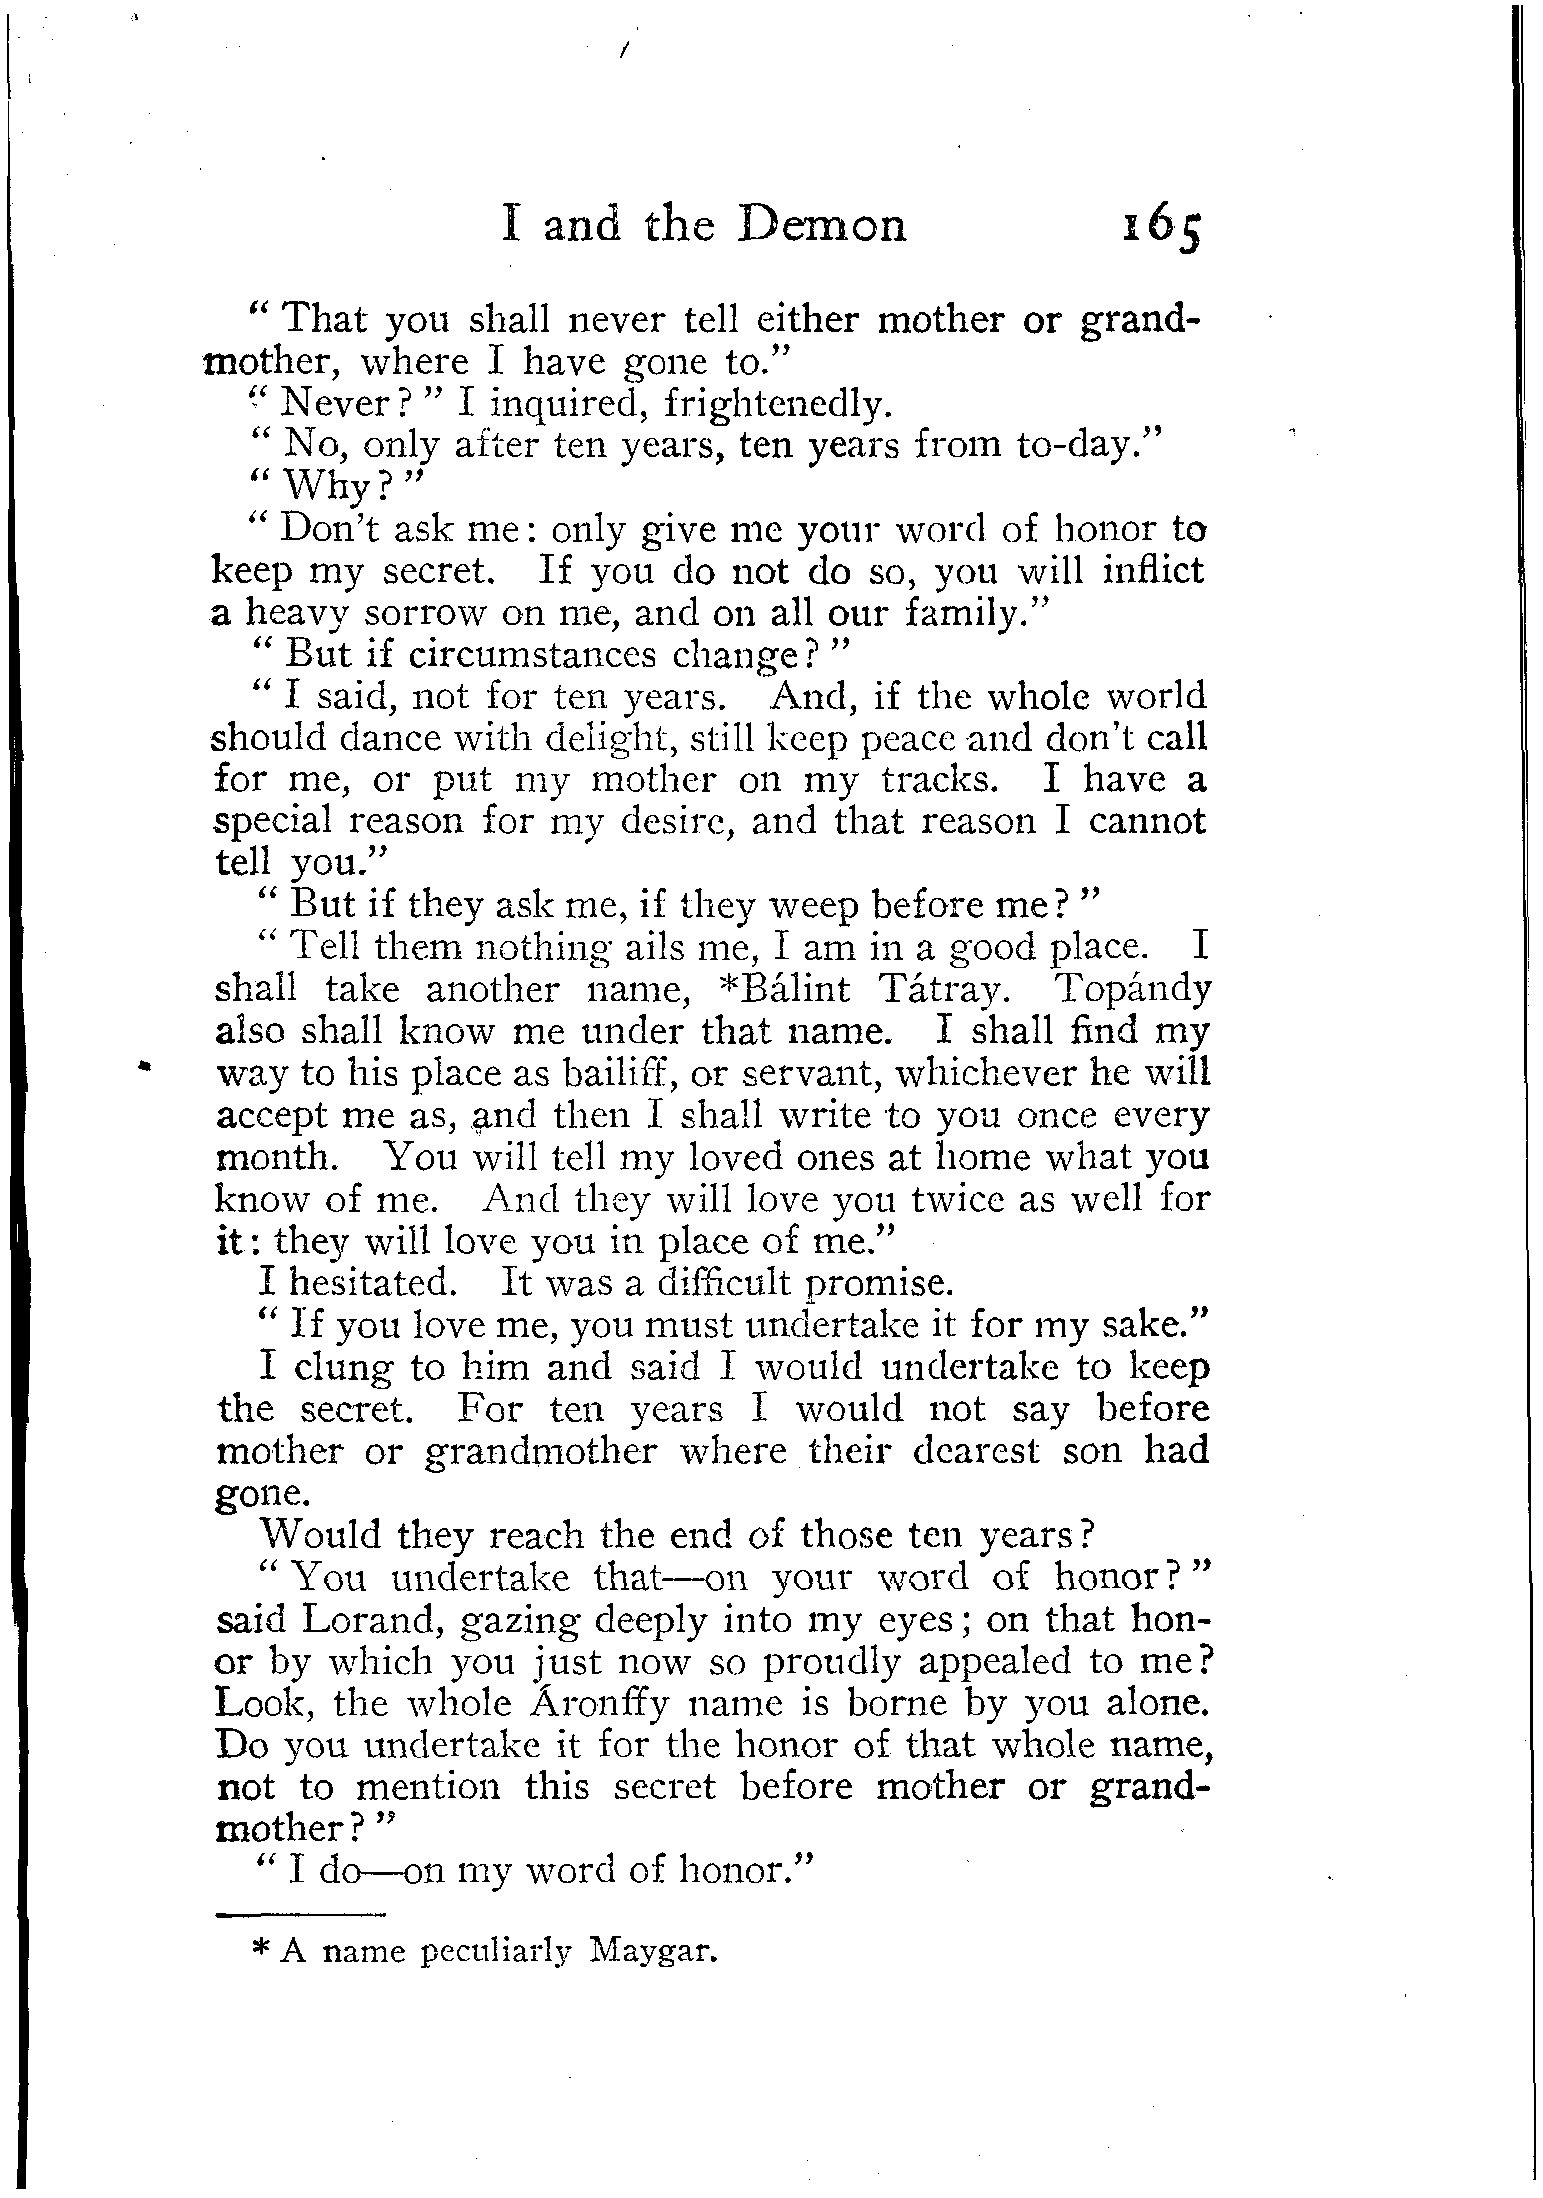 I and the Demon 165
“ That you shall never tell either mother or grand-
mother, where I have gone to.”
“ Never? ” I inquired, frightenedly.
“ No, only after ten years, ten years from to-day.”
“ Why? ”
“ Don't ask me: only give me your word of honor to
keep my secret. If you do not do so, you will inflict
a heavy sorrow on me, and on all our family.”
“ But if circumstances change? ”
“ I said, not for ten years. And, if the whole world
should dance with delight, still keep peace and don't call
for me, or put my mother on my tracks. I have a
special reason for my desire, and that reason I cannot
tell you.”
“ But if they ask me, if they weep before me? ”
“ Tell them nothing ails me, I am in a good place. I
shall take another name, *Bálint Tátray. Topándy
also shall know me under that name. I shall find my
way to his place as bailiff, or servant, whichever he will
accept me as, and then I shall write to you once every
month. You will tell my loved ones at home what you
know of me. And they will love you twice as well for
it: they will love you in place of me.”
I hesitated. It was a difficult promise.
“ If you love me, you must undertake it for my sake.”
I clung to him and said I would undertake to keep
the secret. For ten years I would not say before
mother or grandmother where their dearest son had
gone.
Would they reach the end of those ten years?
“ You undertake that—on your word of honor? ”
said Lorand, gazing deeply into my eyes; on that hon-
or by which you just now so proudly appealed to me?
Look, the whole Áronffy name is borne by you alone.
Do you undertake it for the honor of that whole name,
not to mention this secret before mother or grand-
mother? ”
“ I do—on my word of honor.”
* A name peculiarly Maygar.